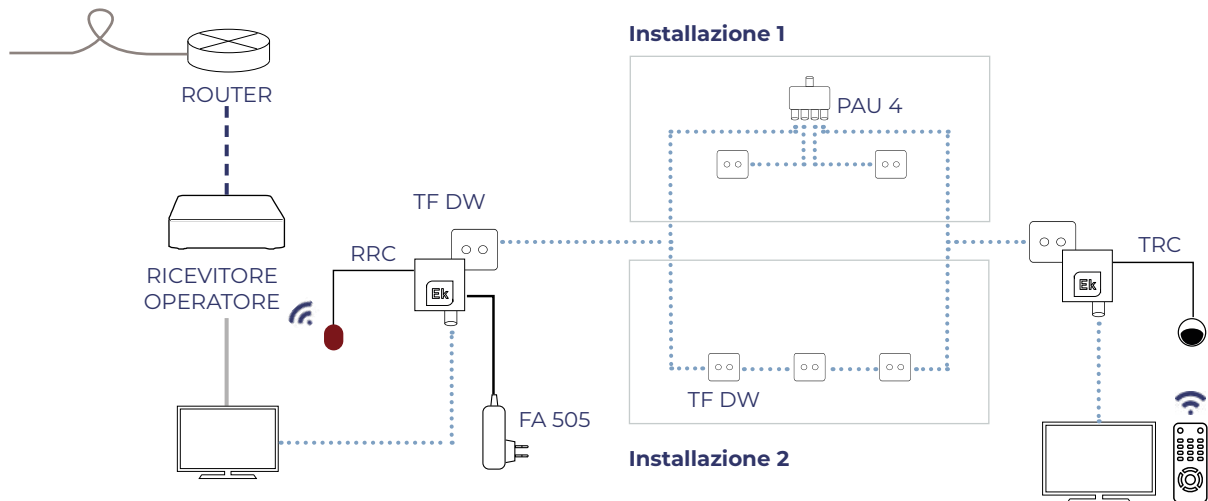 Installazione 1
ROUTER
PAU 4
TF DW
RRC
TRC
RICEVITORE
OPERATORE
Ek
Ek
TF DW
FA 505
Installazione 2